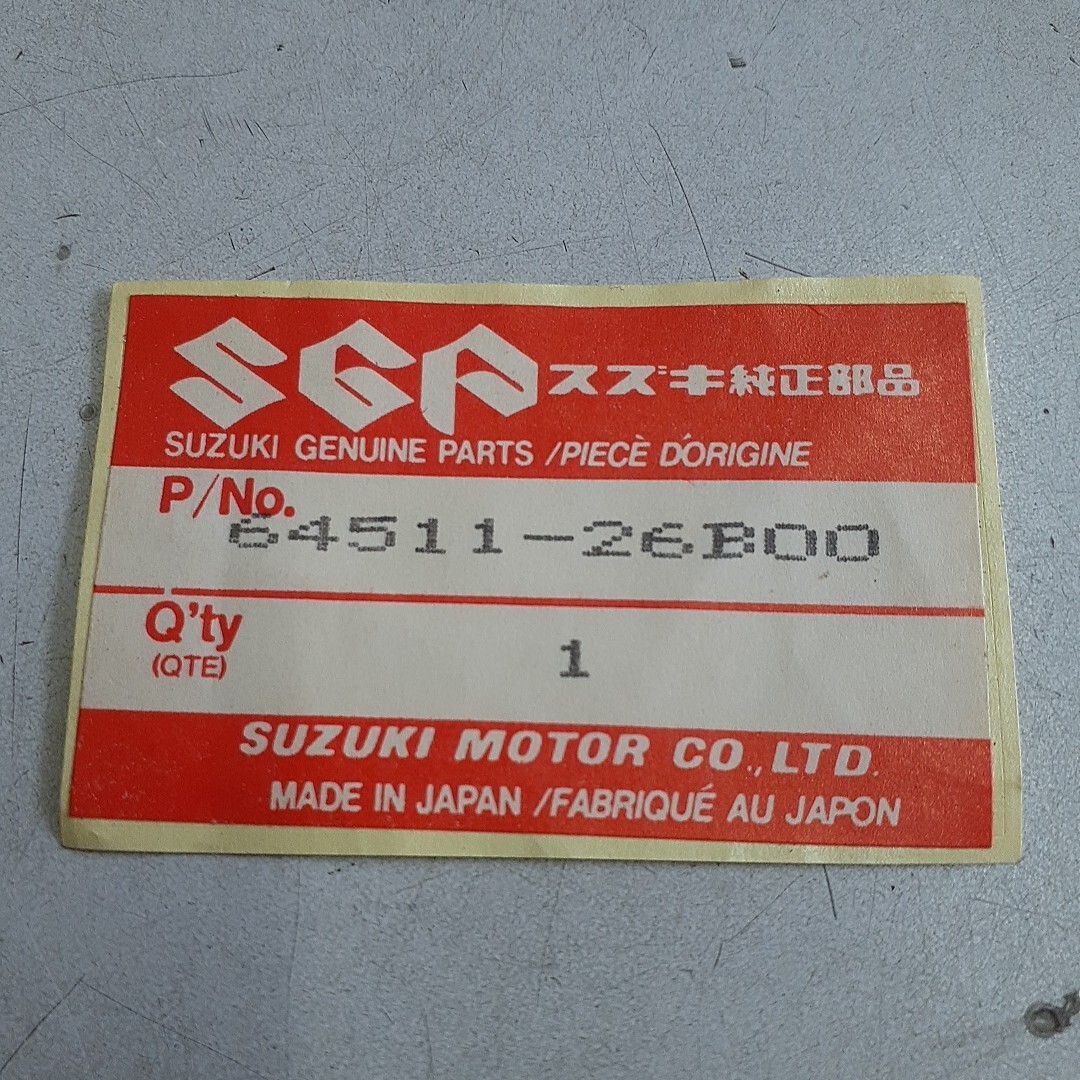 SGP スズキ純正部品
SUZUKI GENUINE PARTS /PIECÈ D'ORIGINE
P/No. 64511-26B00
Q'ty 1
(QTE)
SUZUKI MOTOR CO.,LTD.
MADE IN JAPAN /FABRIQUÉ AU JAPON